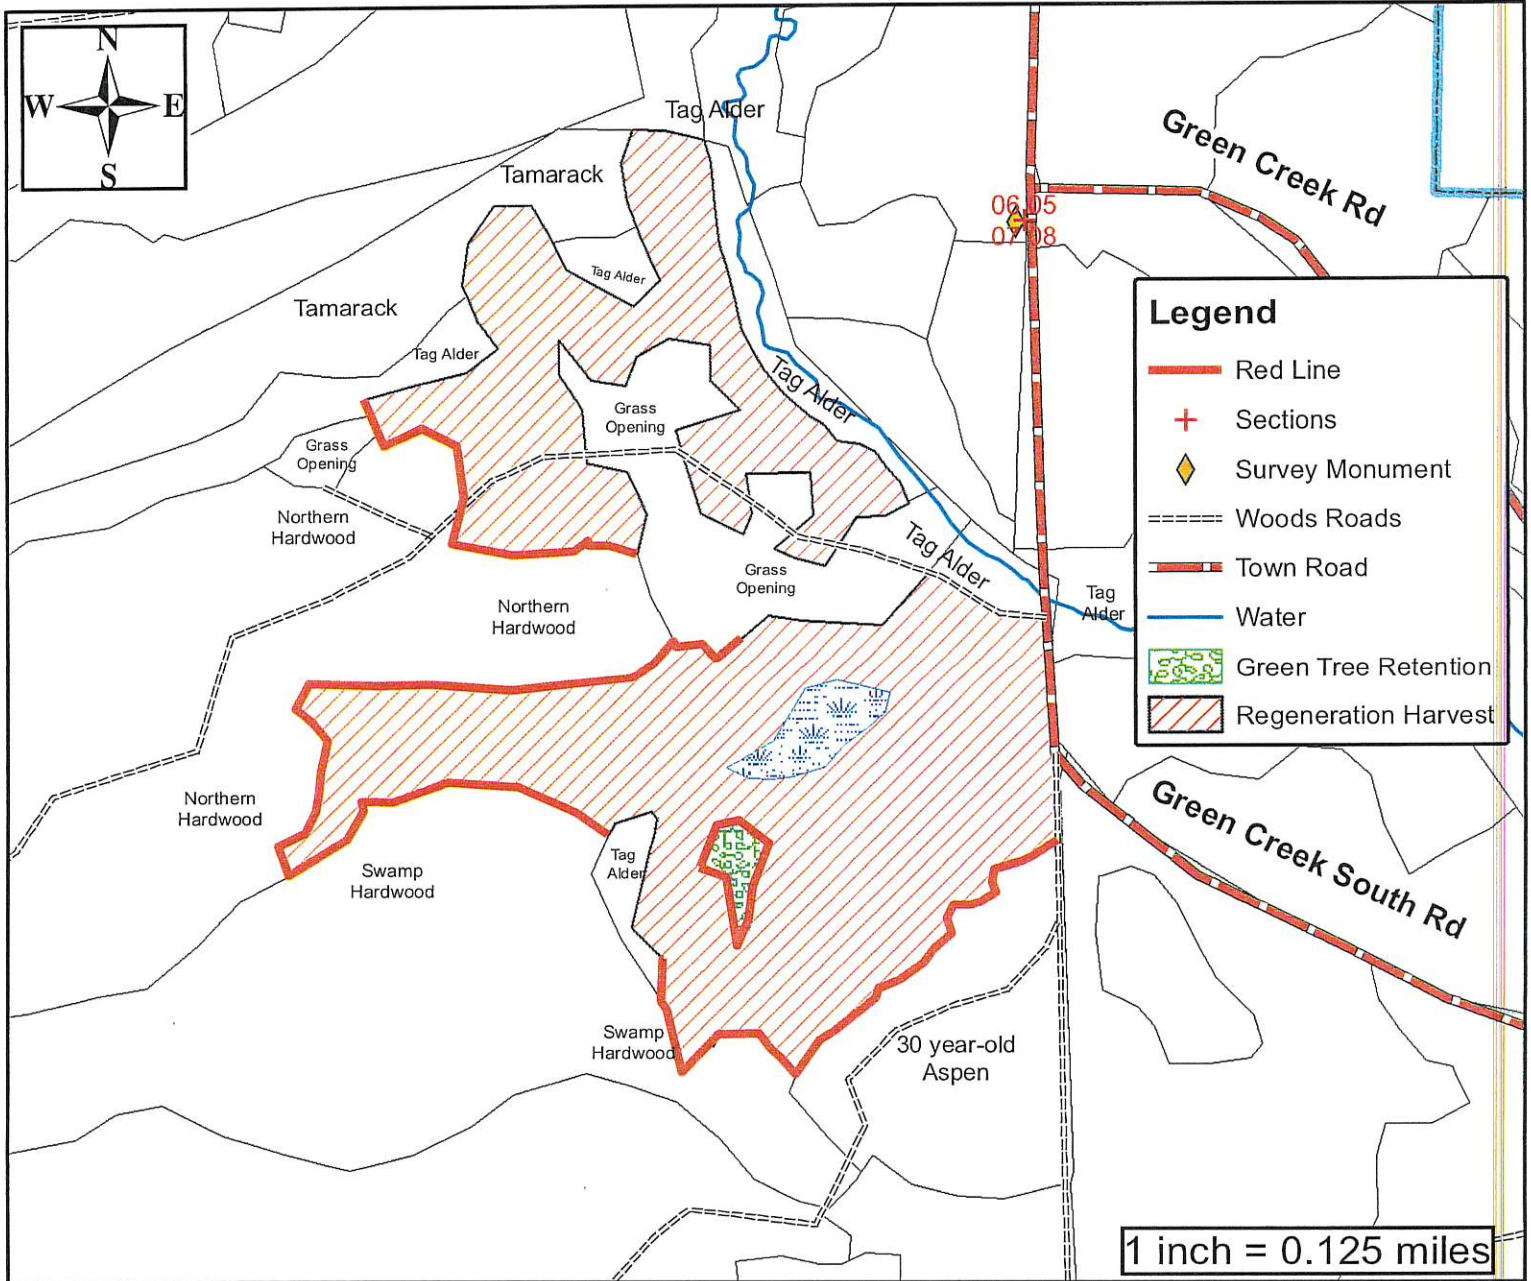 N
W E
S
Tag Alder
Tamarack
Green Creek Rd
06 05
07 08
Tag Alder
Tamarack
Tag Alder
Tag Alder
Grass
Opening
Grass
Opening
Northern
Hardwood
Tag Alder
Grass
Opening
Tag
Alder
Northern
Hardwood
Legend
Red Line
Sections
Survey Monument
Woods Roads
Town Road
Water
Green Tree Retention
Regeneration Harvest
Northern
Hardwood
Swamp
Hardwood
Tag
Alder
Green Creek South Rd
Swamp
Hardwood
30 year-old
Aspen
1 inch = 0.125 miles